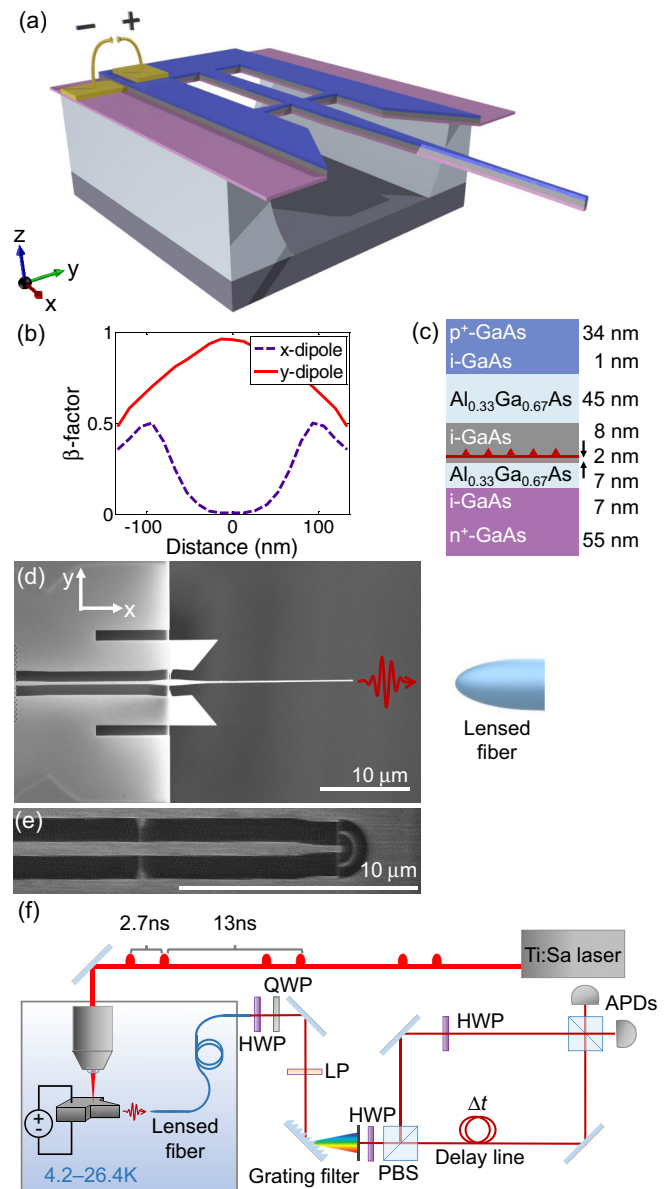 (a)
− +
z
y
x
(b)
1
0.5
0
β-factor
x-dipole
y-dipole
-100 0 100
Distance (nm)
(c)
p⁺-GaAs 34 nm
i-GaAs 1 nm
Al₀.₃₃Ga₀.₆₇As 45 nm
i-GaAs 8 nm
2 nm
Al₀.₃₃Ga₀.₆₇As 7 nm
i-GaAs 7 nm
n⁺-GaAs 55 nm
(d)
y
x
10 μm
Lensed
fiber
(e)
10 μm
(f)
2.7ns 13ns
Ti:Sa laser
QWP
HWP
APDs
HWP
LP
HWP
Δt
Lensed
fiber
Grating filter
PBS
Delay line
4.2–26.4K
+
−